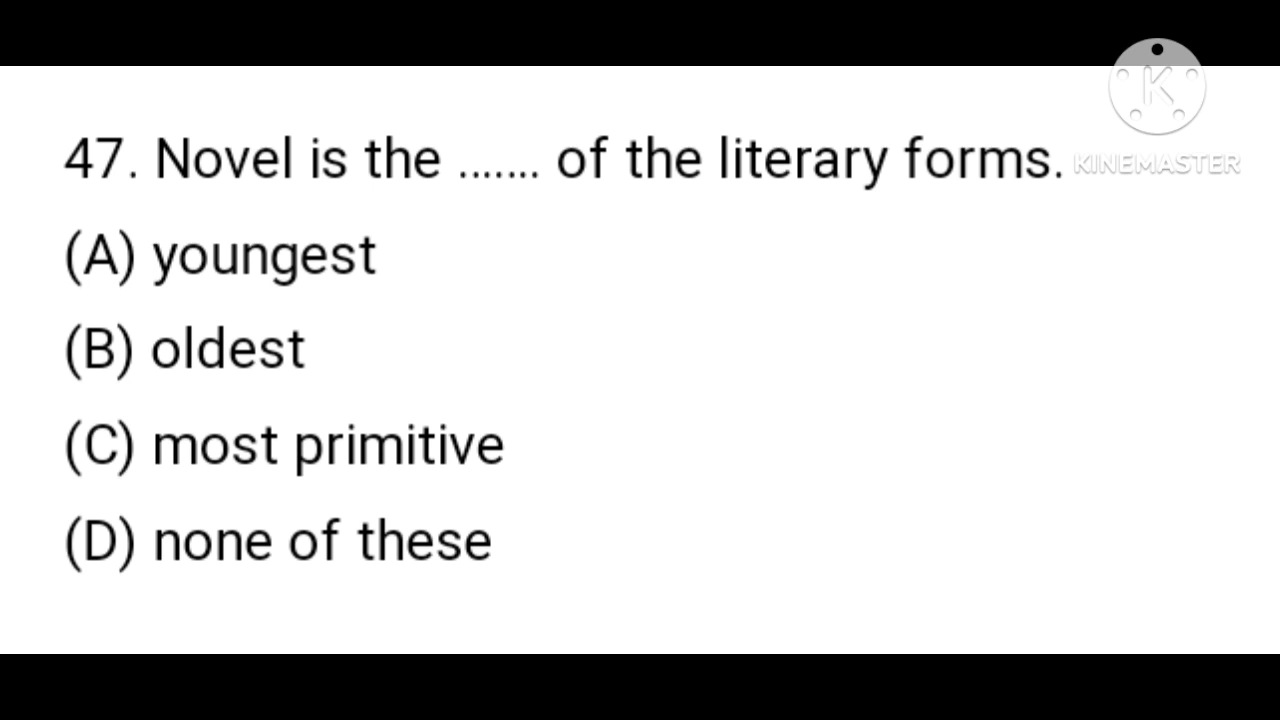 47. Novel is the ....... of the literary forms.
KINEMASTER
(A) youngest
(B) oldest
(C) most primitive
(D) none of these